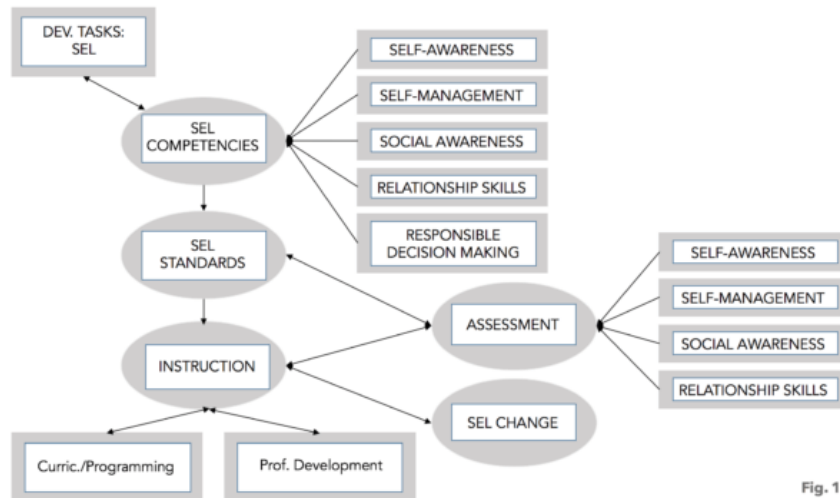 DEV. TASKS:
SEL
SEL
COMPETENCIES
SELF-AWARENESS
SELF-MANAGEMENT
SOCIAL AWARENESS
RELATIONSHIP SKILLS
RESPONSIBLE
DECISION MAKING
SEL
STANDARDS
ASSESSMENT
SELF-AWARENESS
SELF-MANAGEMENT
SOCIAL AWARENESS
RELATIONSHIP SKILLS
INSTRUCTION
SEL CHANGE
Curric./Programming
Prof. Development
Fig. 1